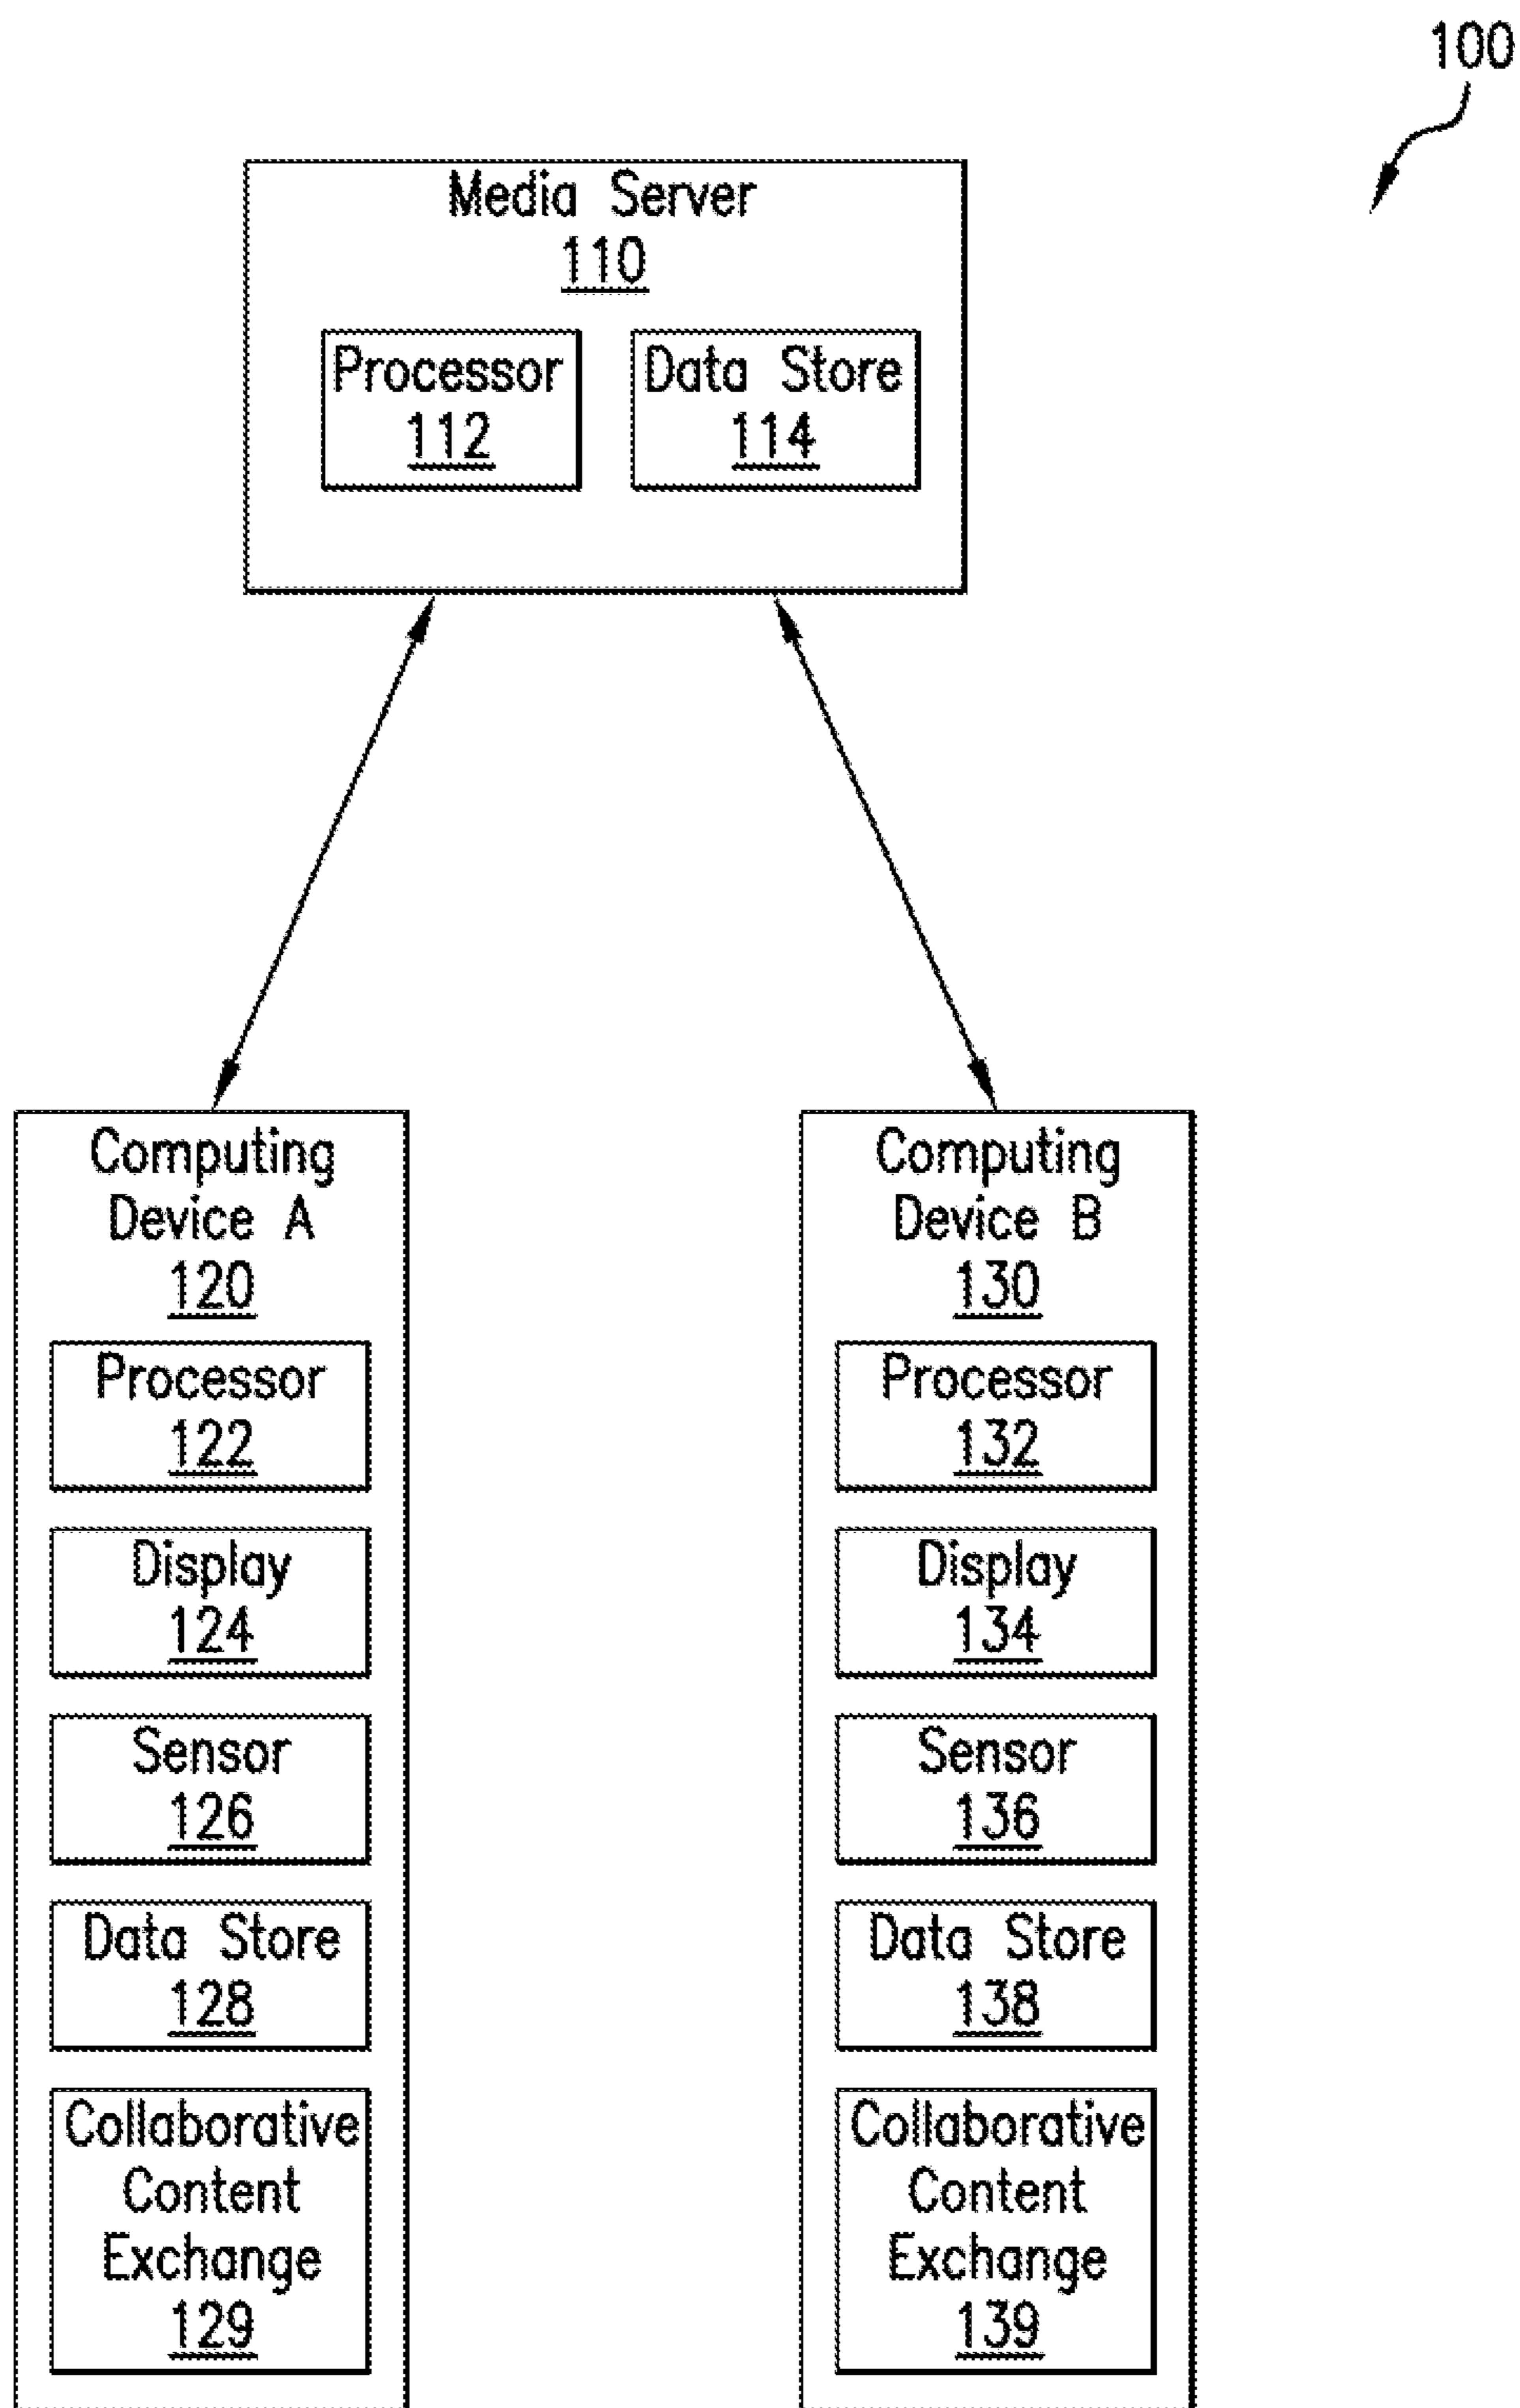 100
Media Server
110
Processor
112
Data Store
114
Computing
Device A
120
Processor
122
Display
124
Sensor
126
Data Store
128
Collaborative
Content
Exchange
129
Computing
Device B
130
Processor
132
Display
134
Sensor
136
Data Store
138
Collaborative
Content
Exchange
139